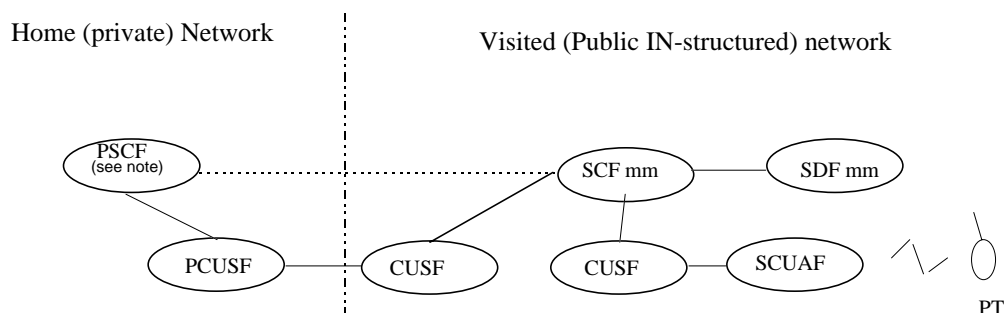 Home (private) Network
Visited (Public IN-structured) network
PSCF
(see note)
SCF mm
SDF mm
PCUSF
CUSF
CUSF
SCUAF
PT